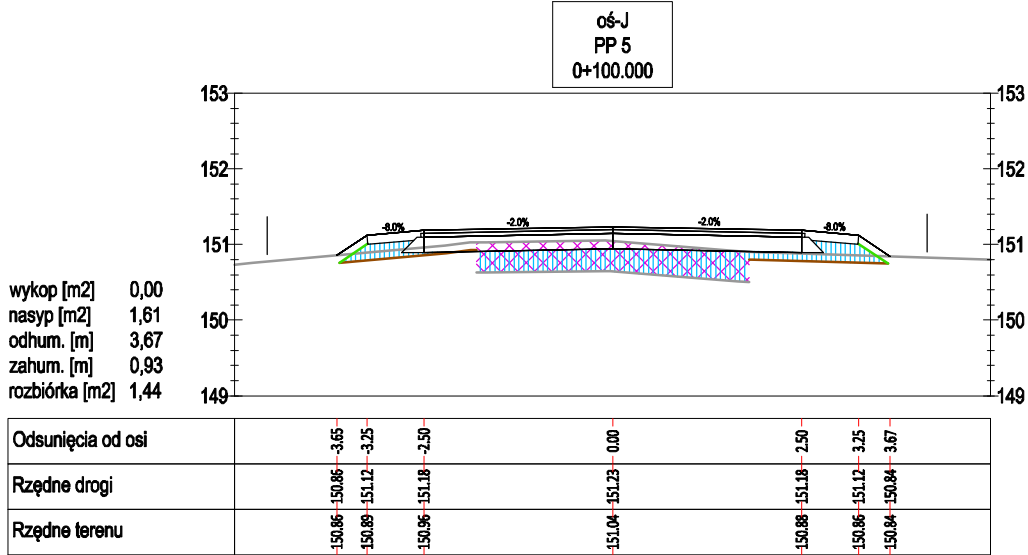 oś-J
PP 5
0+100.000
153 153
152 152
-8.0% -2.0% -2.0% -8.0%
151 151
wykop [m2] 0,00
nasyp [m2] 1,61
150 150
odhum. [m] 3,67
zahum. [m] 0,93
rozbiórka [m2] 1,44
149 149
Odsunięcia od osi -3.65 -3.25 -2.50 0.00 2.50 3.25 3.67
Rzędne drogi 150.86 151.12 151.18 151.23 151.18 151.12 150.84
Rzędne terenu 150.86 150.89 150.96 151.04 150.88 150.86 150.84